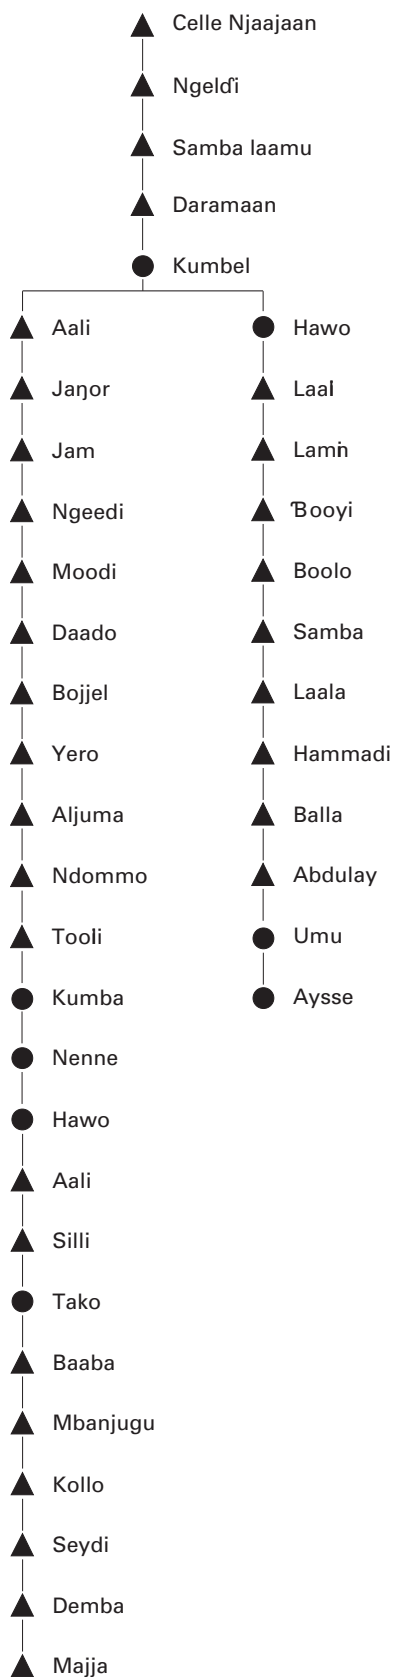 Celle Njaajaan
Ngelɗi
Samba laamu
Daramaan
Kumbel
Aali
Hawo
Jaŋor
Laal
Jam
Lamin
Ngeedi
Ɓooyi
Moodi
Boolo
Daado
Samba
Bojjel
Laala
Yero
Hammadi
Aljuma
Balla
Ndommo
Abdulay
Tooli
Umu
Kumba
Aysse
Nenne
Hawo
Aali
Silli
Tako
Baaba
Mbanjugu
Kollo
Seydi
Demba
Majja